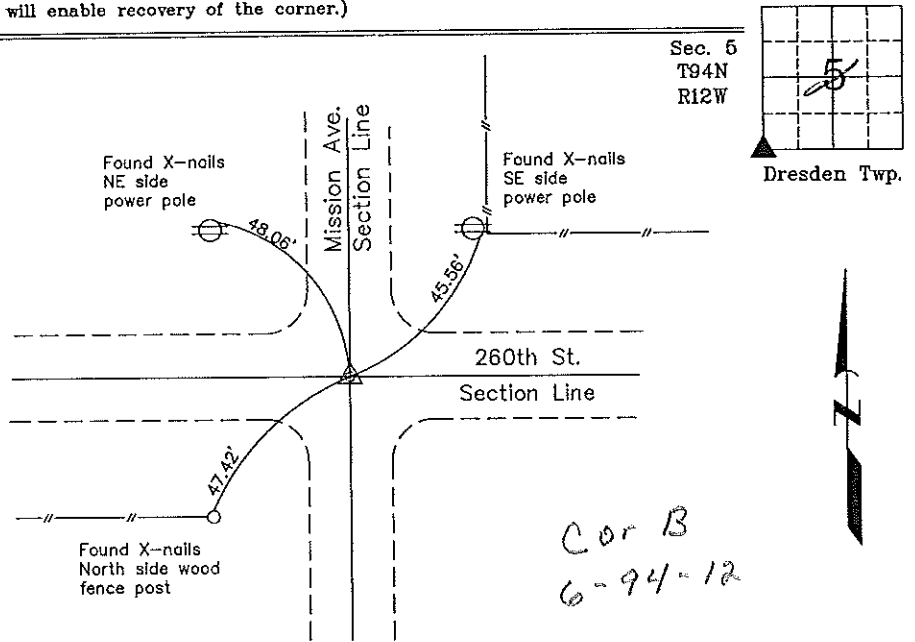 will enable recovery of the corner.)
Sec. 5
T94N
R12W
5
Dresden Twp.
Found X-nails
NE side
power pole
Mission Ave.
Section Line
Found X-nails
SE side
power pole
48.06'
45.56'
260th St.
Section Line
47.42'
Found X-nails
North side wood
fence post
N
Cor B
6-94-12